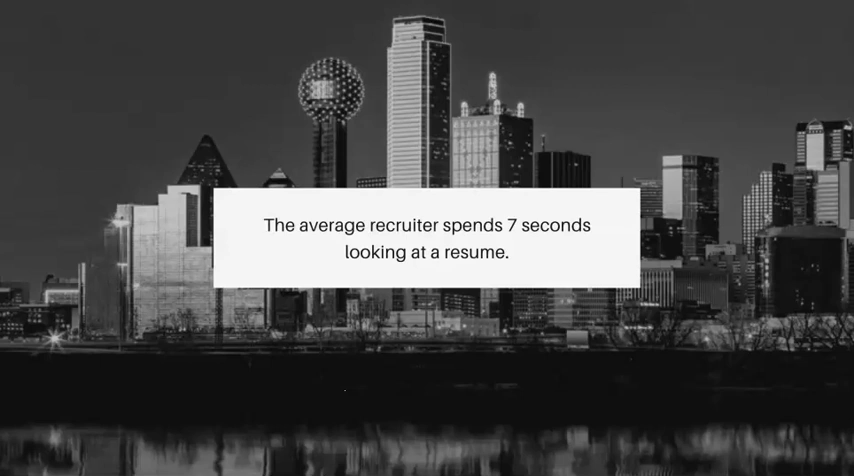 The average recruiter spends 7 seconds
looking at a resume.